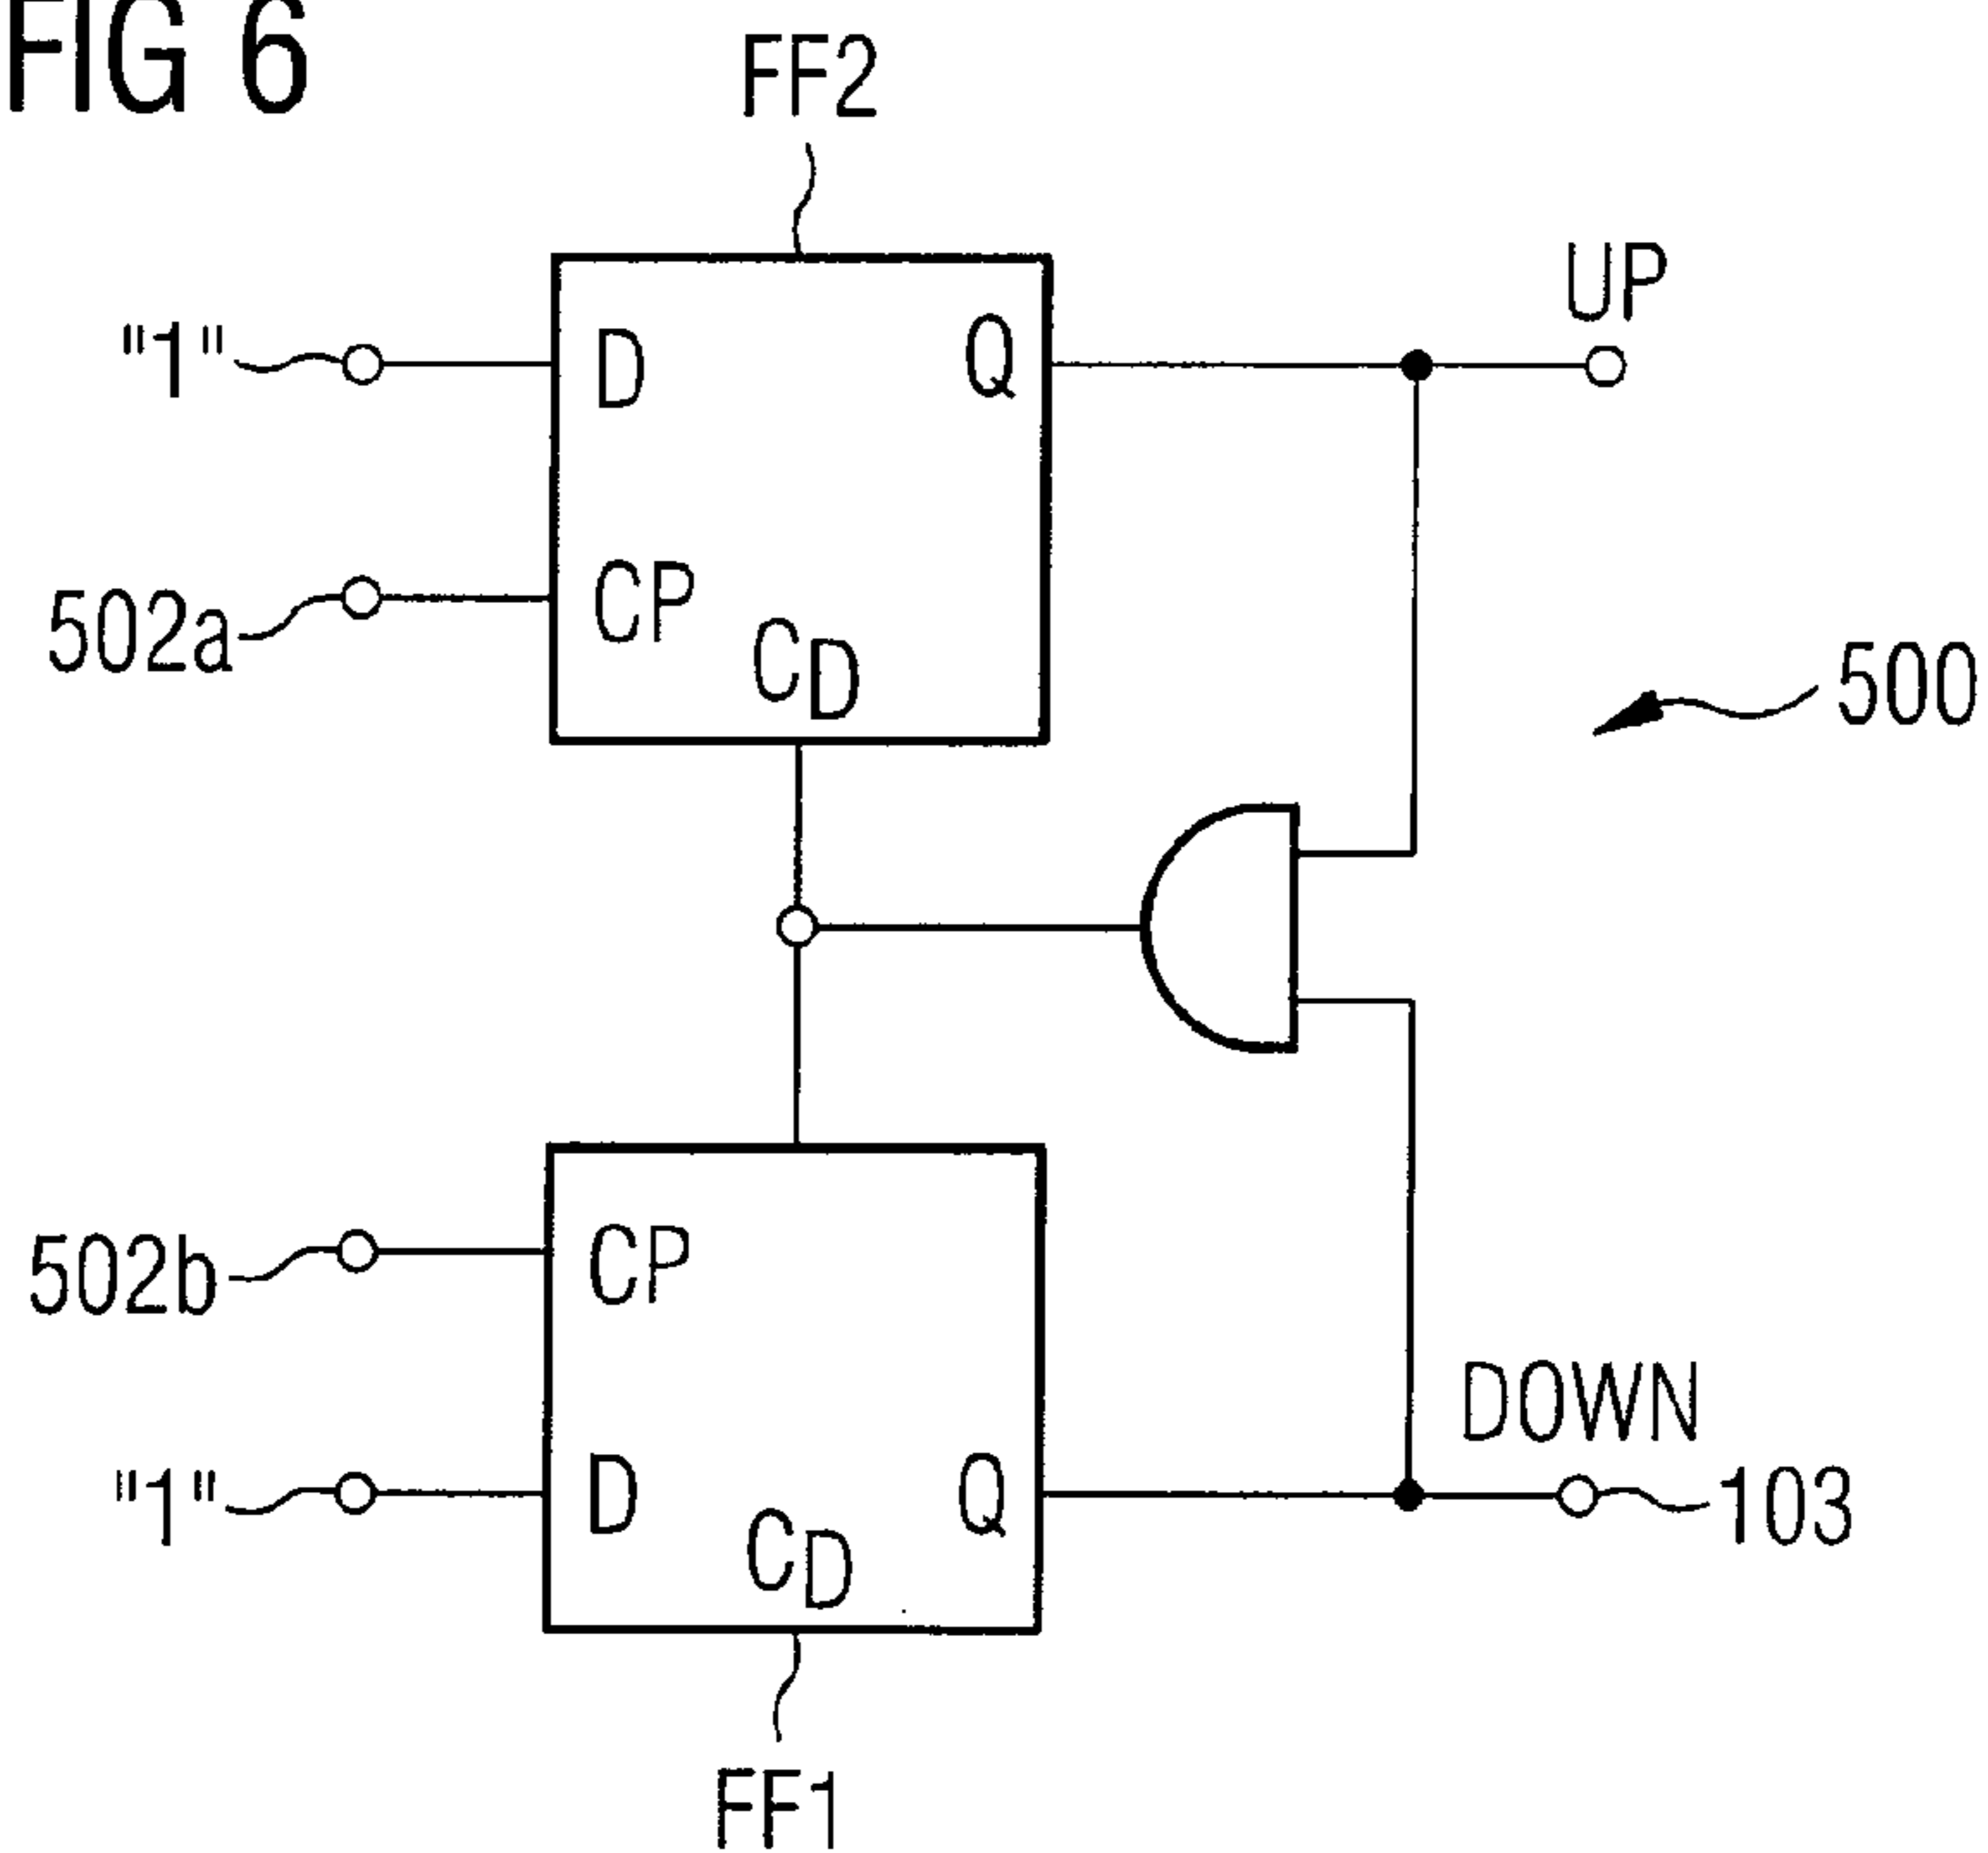 FIG 6
FF2
UP
"1"
D
Q
502a
CP
CD
500
502b
CP
DOWN
"1"
D
Q
103
CD
FF1